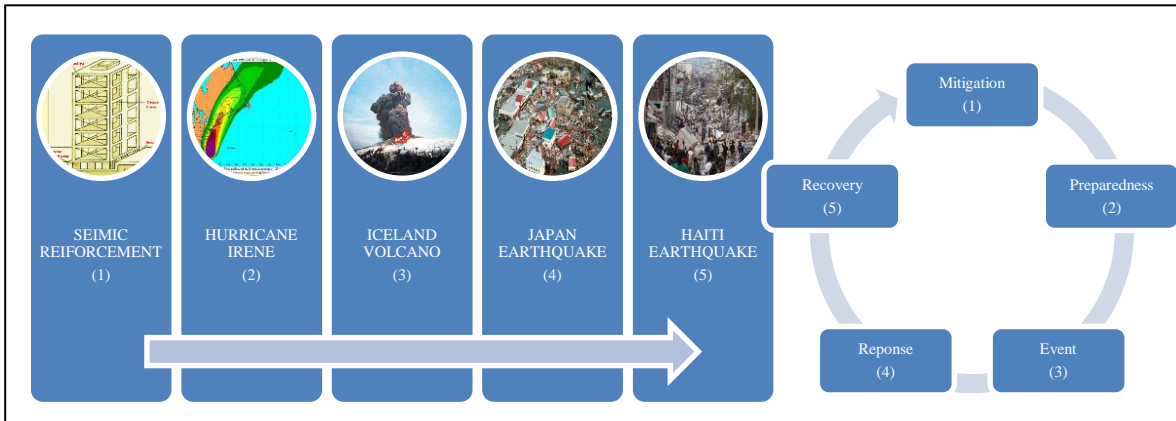 SEIMIC
REIFORCEMENT
(1)
HURRICANE
IRENE
(2)
ICELAND
VOLCANO
(3)
JAPAN
EARTHQUAKE
(4)
HAITI
EARTHQUAKE
(5)
Mitigation
(1)
Preparedness
(2)
Event
(3)
Reponse
(4)
Recovery
(5)